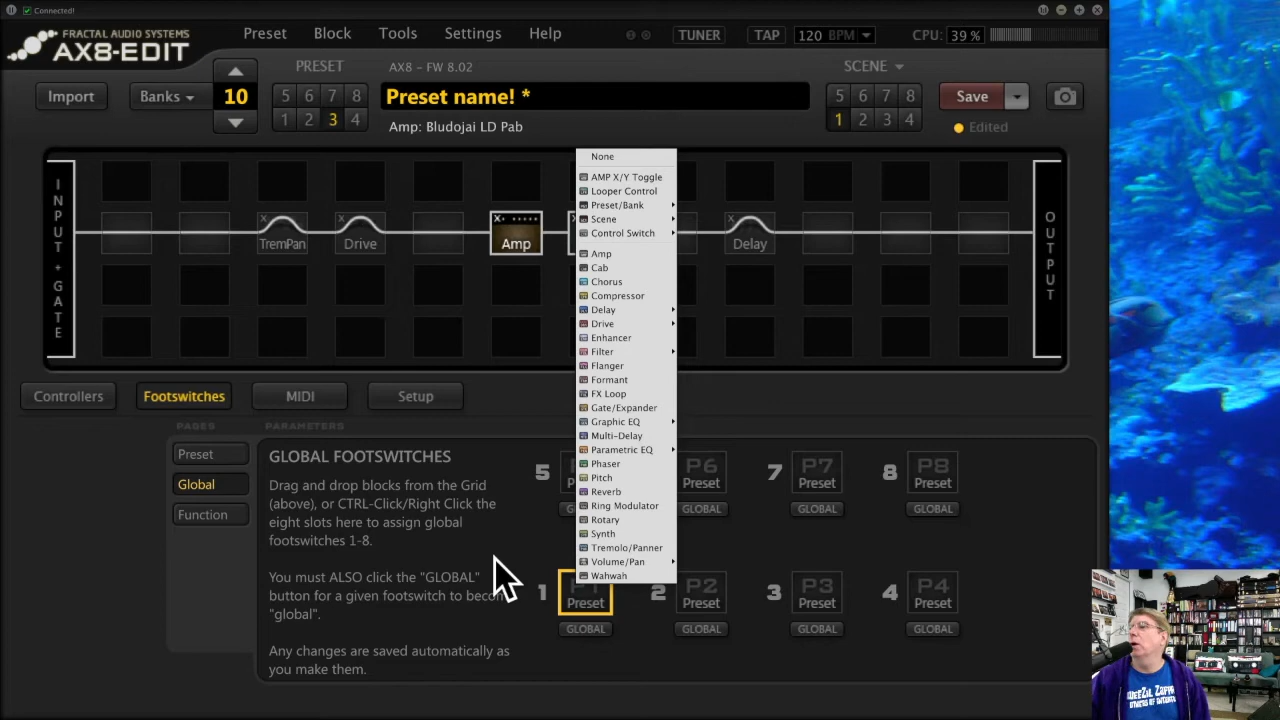 Connected!
FRACTAL AUDIO SYSTEMS
AX8-EDIT
Preset Block Tools Settings Help
TUNER TAP 120 BPM CPU: 39 %
PRESET
AX8 – FW 8.02
SCENE
Import Banks 10
5 6 7 8
1 2 3 4
Preset name! *
Amp: Bludojai LD Pab
5 6 7 8
1 2 3 4
Save
Edited
INPUT + GATE
X TremPan
X Drive
X Amp
X Delay
OUTPUT
None
AMP X/Y Toggle
Looper Control
Preset/Bank
Scene
Control Switch
Amp
Cab
Chorus
Compressor
Delay
Drive
Enhancer
Filter
Flanger
Formant
FX Loop
Gate/Expander
Graphic EQ
Multi-Delay
Parametric EQ
Phaser
Pitch
Reverb
Ring Modulator
Rotary
Synth
Tremolo/Panner
Volume/Pan
Wahwah
Controllers Footswitches MIDI Setup
PAGES PARAMETERS
Preset
Global
Function
GLOBAL FOOTSWITCHES
Drag and drop blocks from the Grid
(above), or CTRL-Click/Right Click the
eight slots here to assign global
footswitches 1-8.
You must ALSO click the "GLOBAL"
button for a given footswitch to become
"global".
Any changes are saved automatically as
you make them.
5
P6 Preset
GLOBAL
7 P7 Preset
GLOBAL
8 P8 Preset
GLOBAL
1 P1 Preset
GLOBAL
2 P2 Preset
GLOBAL
3 P3 Preset
GLOBAL
4 P4 Preset
GLOBAL